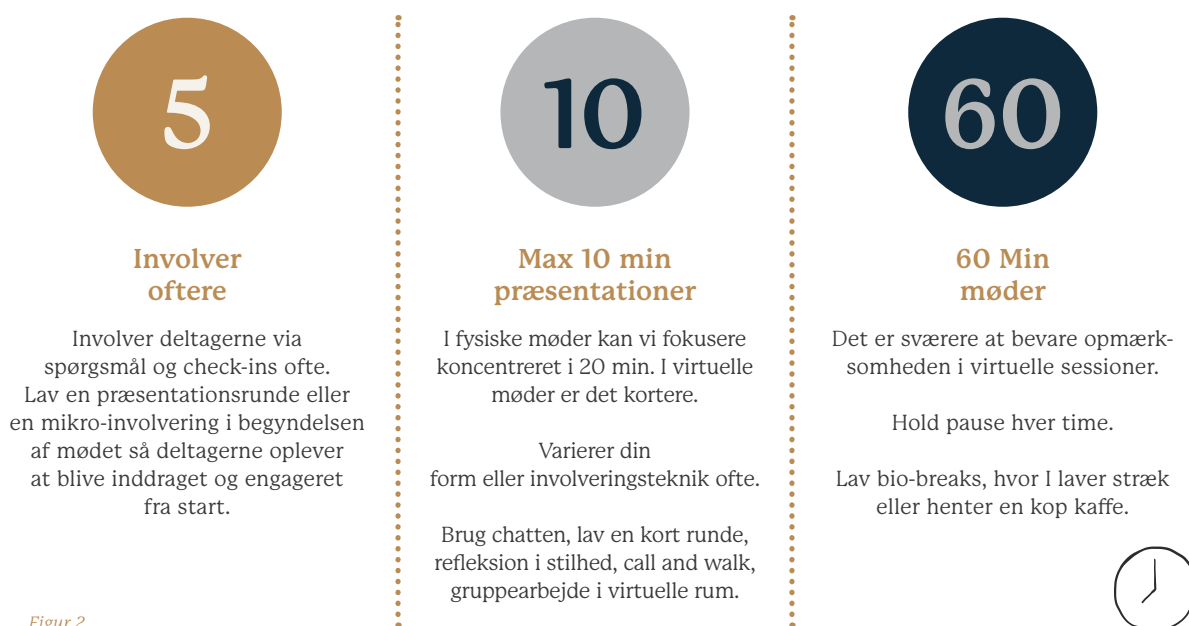 5
Involver
oftere
Involver deltagerne via
spørgsmål og check-ins ofte.
Lav en præsentationsrunde eller
en mikro-involvering i begyndelsen
af mødet så deltagerne oplever
at blive inddraget og engageret
fra start.
10
Max 10 min
præsentationer
I fysiske møder kan vi fokusere
koncentreret i 20 min. I virtuelle
møder er det kortere.
Varierer din
form eller involveringsteknik ofte.
Brug chatten, lav en kort runde,
refleksion i stilhed, call and walk,
gruppearbejde i virtuelle rum.
60
60 Min
møder
Det er sværere at bevare opmærk-
somheden i virtuelle sessioner.
Hold pause hver time.
Lav bio-breaks, hvor I laver stræk
eller henter en kop kaffe.
Figur 2